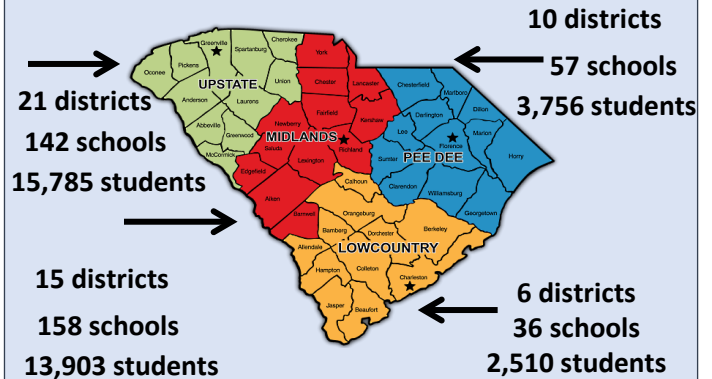 10 districts
57 schools
3,756 students
21 districts
142 schools
15,785 students
15 districts
158 schools
13,903 students
6 districts
36 schools
2,510 students
UPSTATE
Oconee
Pickens
Greenville
Spartanburg
Cherokee
Union
Anderson
Laurens
Abbeville
Greenwood
McCormick
MIDLANDS
York
Chester
Lancaster
Fairfield
Kershaw
Newberry
Saluda
Richland
Lexington
Edgefield
Aiken
Barnwell
PEE DEE
Chesterfield
Marlboro
Dillon
Darlington
Lee
Florence
Marion
Horry
Sumter
Clarendon
Williamsburg
Georgetown
LOWCOUNTRY
Calhoun
Orangeburg
Bamberg
Dorchester
Berkeley
Allendale
Hampton
Colleton
Charleston
Jasper
Beaufort